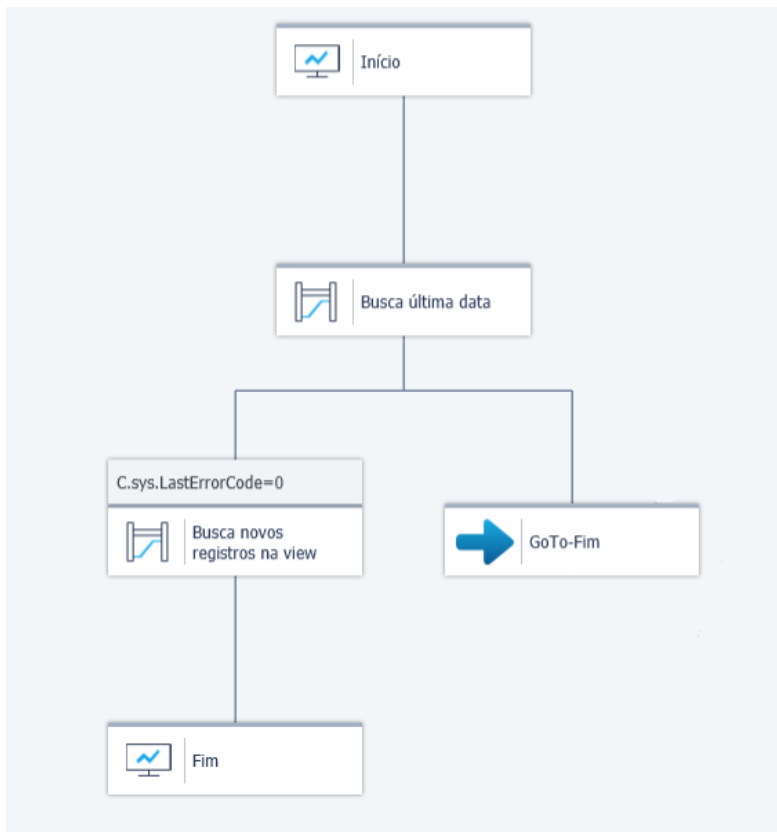 Início
Busca última data
C.sys.LastErrorCode=0
Busca novos
registros na view
GoTo-Fim
Fim